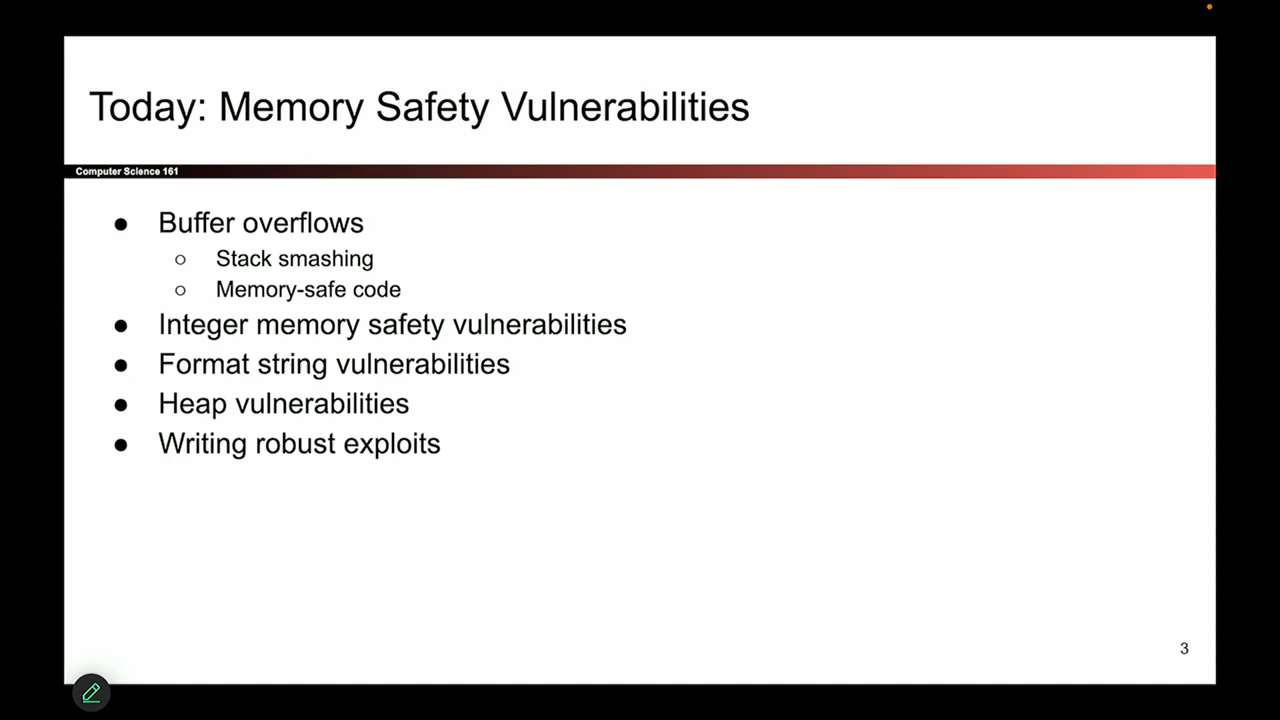 Today: Memory Safety Vulnerabilities
Computer Science 161
● Buffer overflows
○ Stack smashing
○ Memory-safe code
● Integer memory safety vulnerabilities
● Format string vulnerabilities
● Heap vulnerabilities
● Writing robust exploits
3